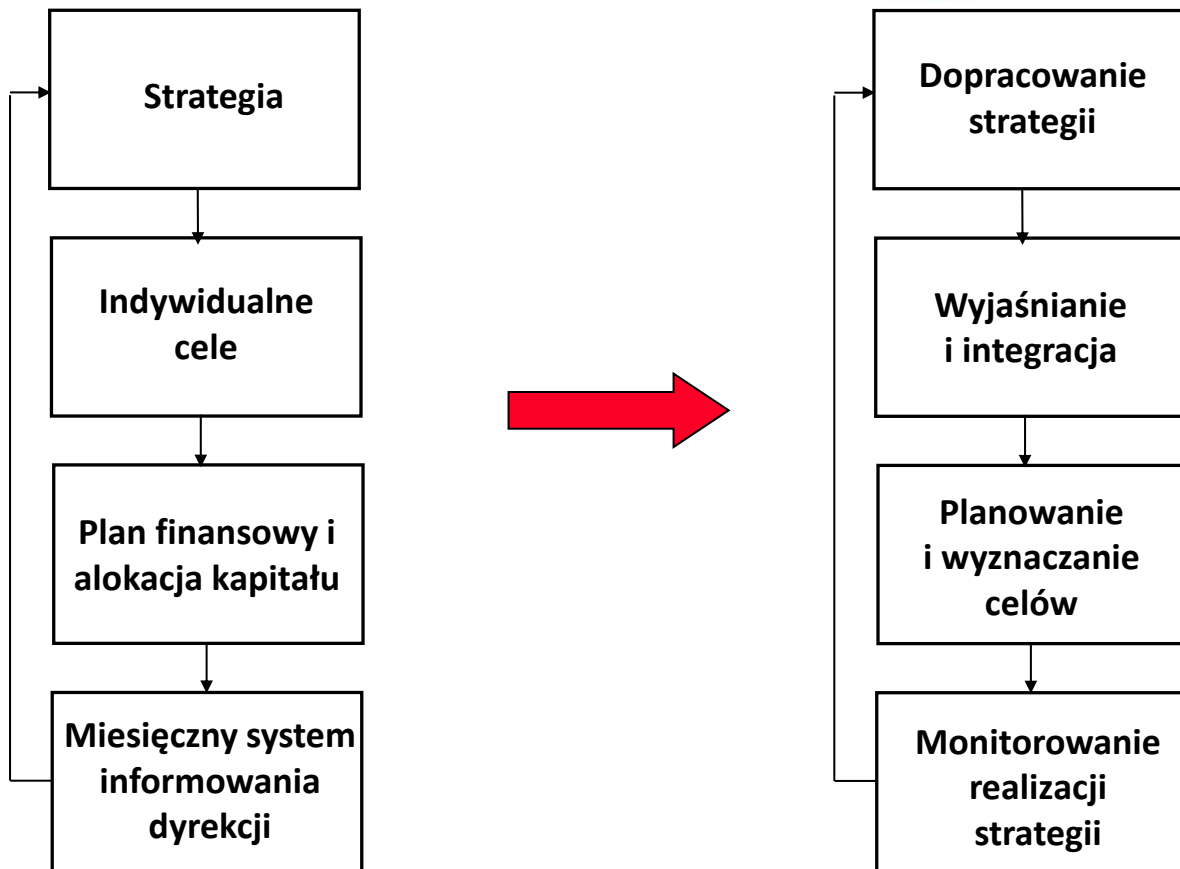 Strategia
Indywidualne
cele
Plan finansowy i
alokacja kapitału
Miesięczny system
informowania
dyrekcji
Dopracowanie
strategii
Wyjaśnianie
i integracja
Planowanie
i wyznaczanie
celów
Monitorowanie
realizacji
strategii